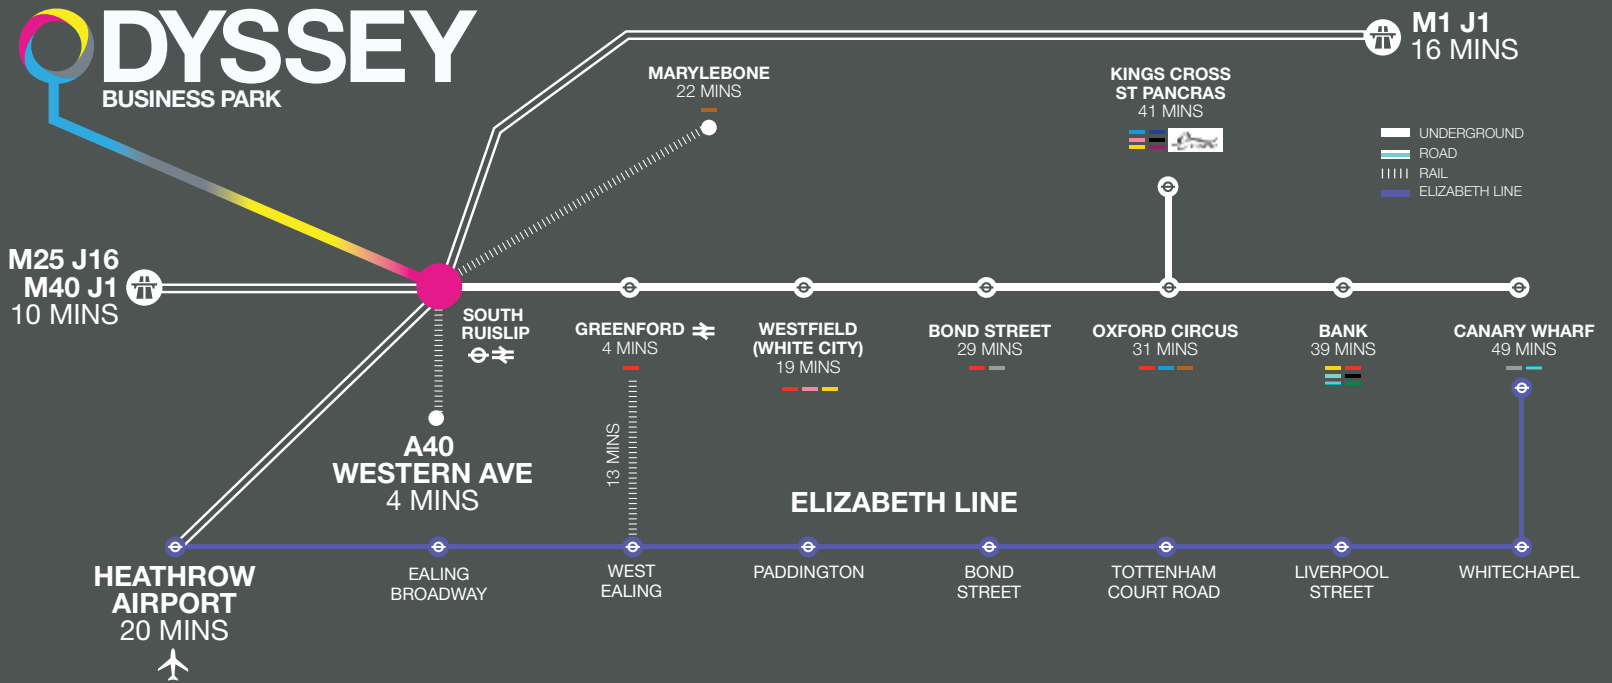 ODYSSEY
BUSINESS PARK
M1 J1
16 MINS
MARYLEBONE
22 MINS
KINGS CROSS
ST PANCRAS
41 MINS
UNDERGROUND
ROAD
RAIL
ELIZABETH LINE
M25 J16
M40 J1
10 MINS
SOUTH
RUISLIP
GREENFORD
4 MINS
WESTFIELD
(WHITE CITY)
19 MINS
BOND STREET
29 MINS
OXFORD CIRCUS
31 MINS
BANK
39 MINS
CANARY WHARF
49 MINS
A40
WESTERN AVE
4 MINS
13 MINS
ELIZABETH LINE
HEATHROW
AIRPORT
20 MINS
EALING
BROADWAY
WEST
EALING
PADDINGTON
BOND
STREET
TOTTENHAM
COURT ROAD
LIVERPOOL
STREET
WHITECHAPEL